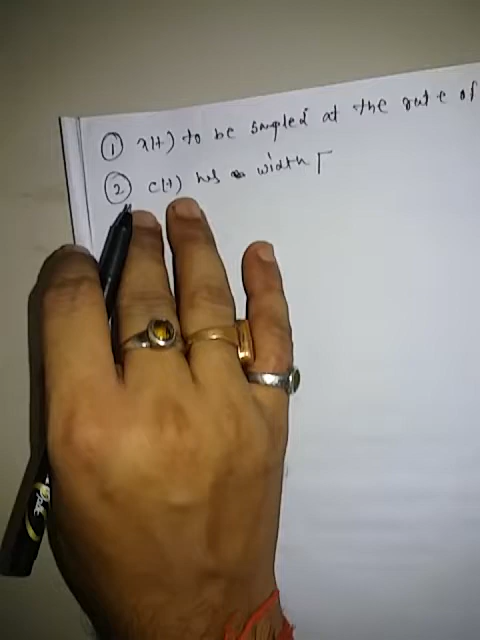 ① x(t) to be sampled at the rate of
② c(t) has width Γ